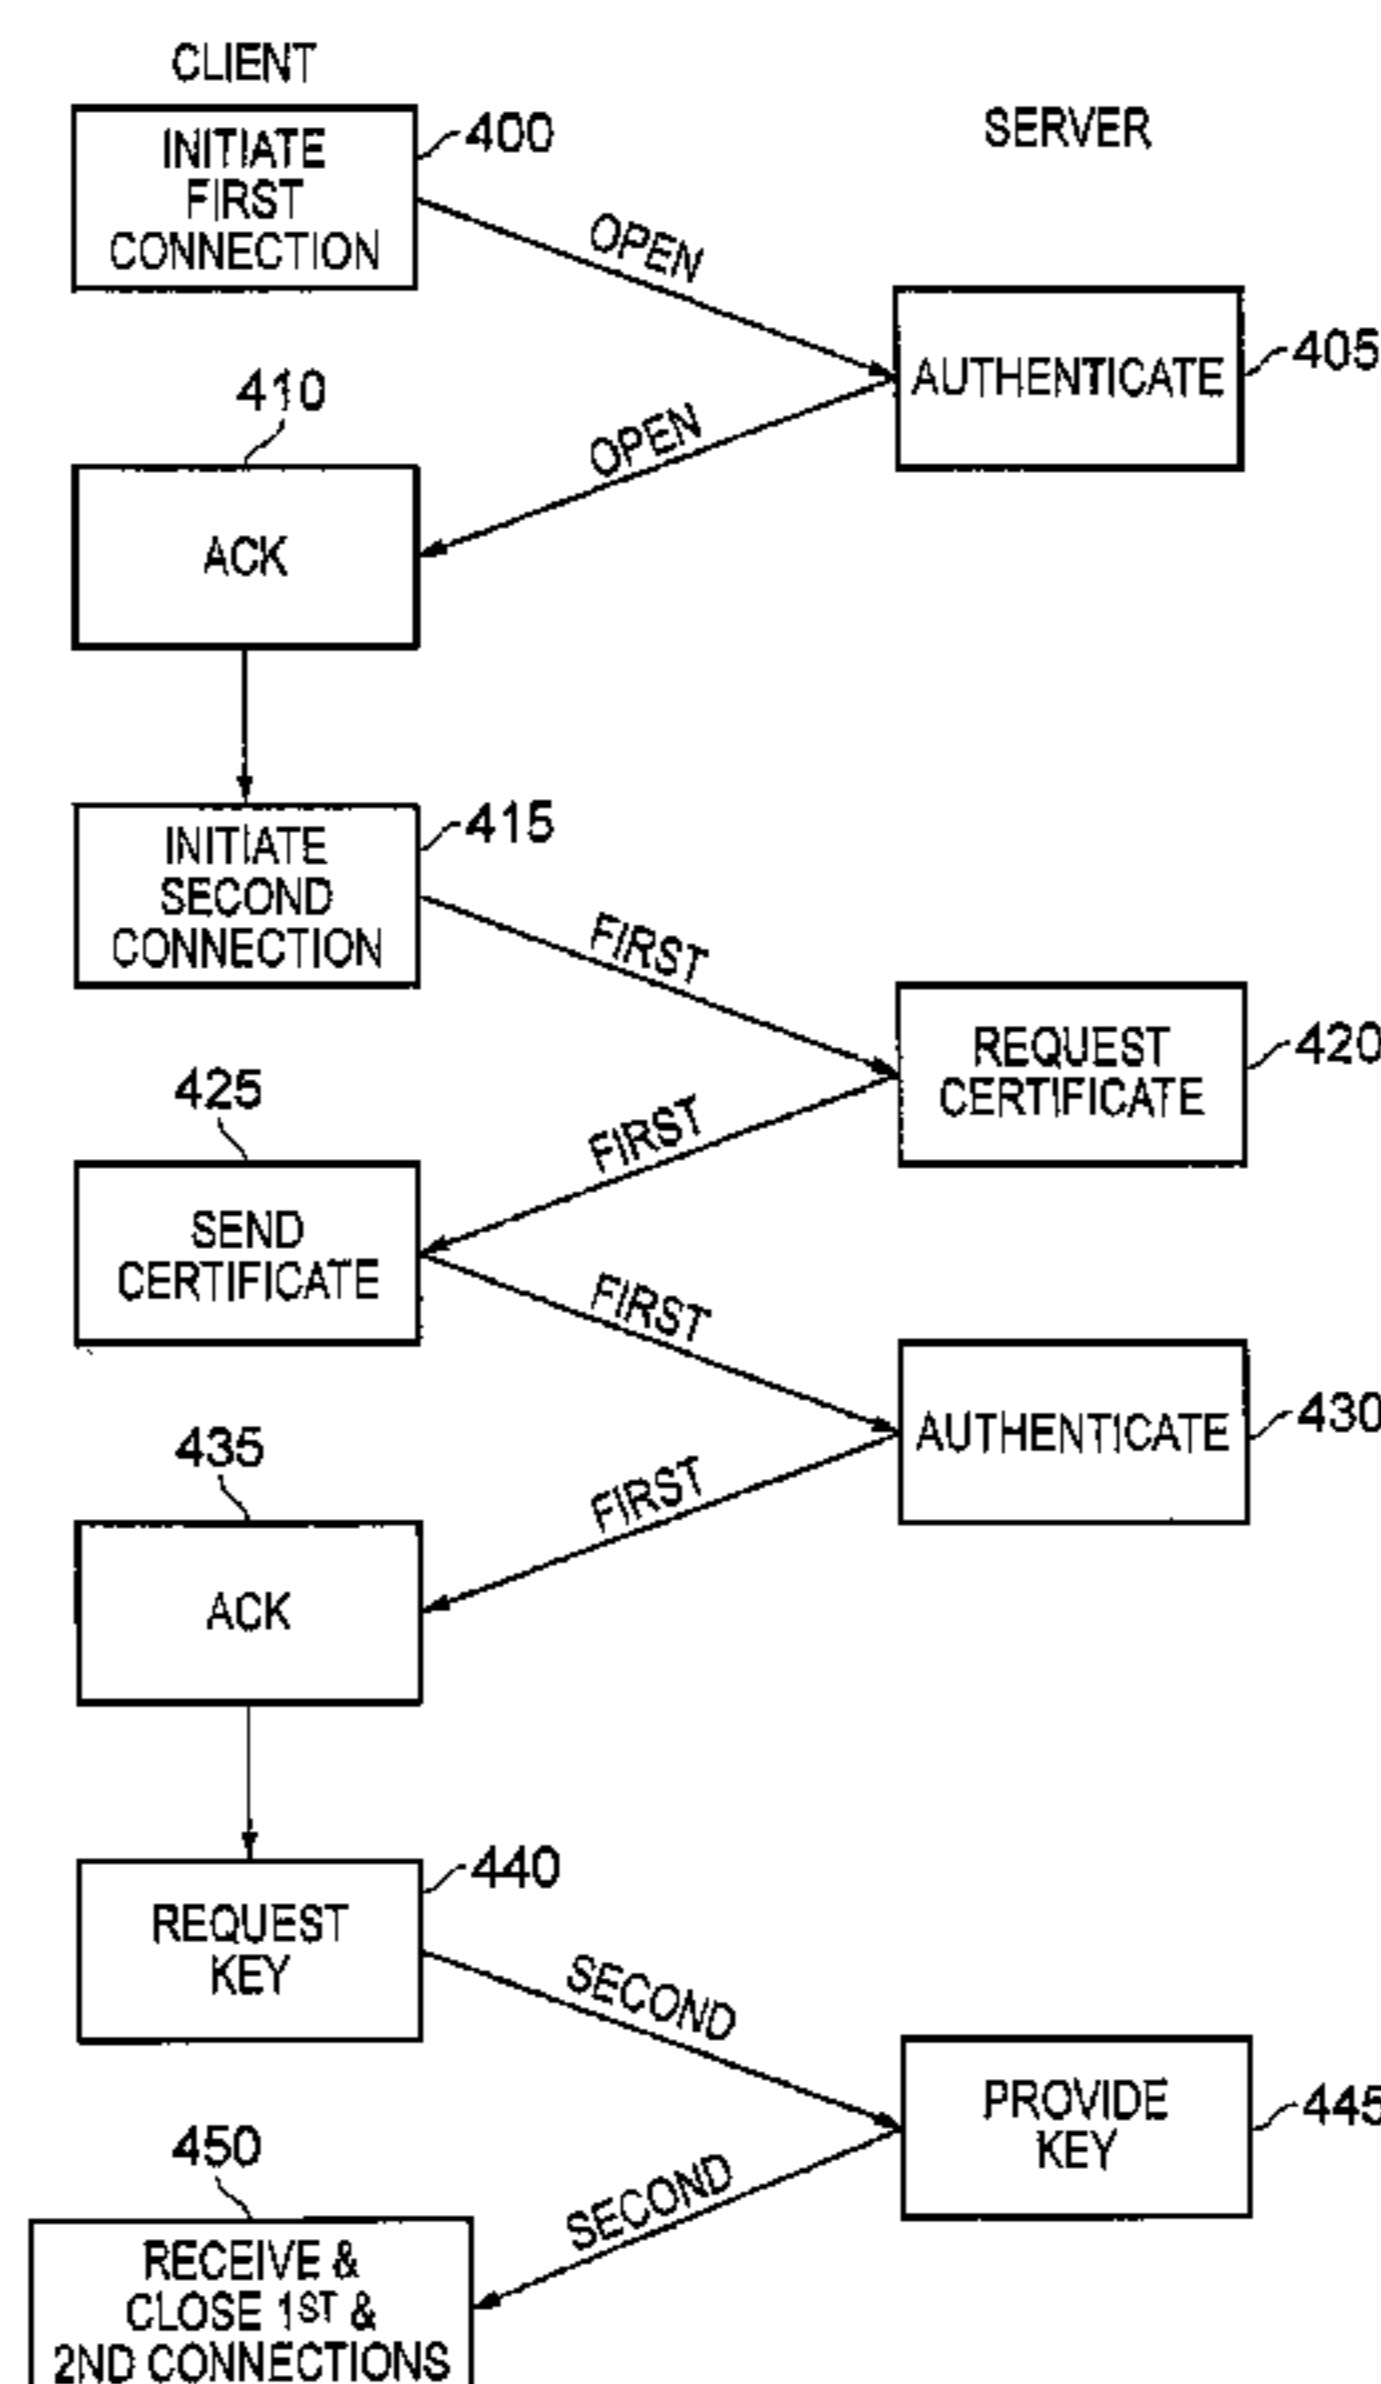 CLIENT
SERVER
INITIATE
FIRST
CONNECTION
400
OPEN
AUTHENTICATE
405
OPEN
410
ACK
INITIATE
SECOND
CONNECTION
415
FIRST
REQUEST
CERTIFICATE
420
FIRST
425
SEND
CERTIFICATE
FIRST
AUTHENTICATE
430
FIRST
435
ACK
REQUEST
KEY
440
SECOND
PROVIDE
KEY
445
SECOND
450
RECEIVE &
CLOSE 1ST &
2ND CONNECTIONS